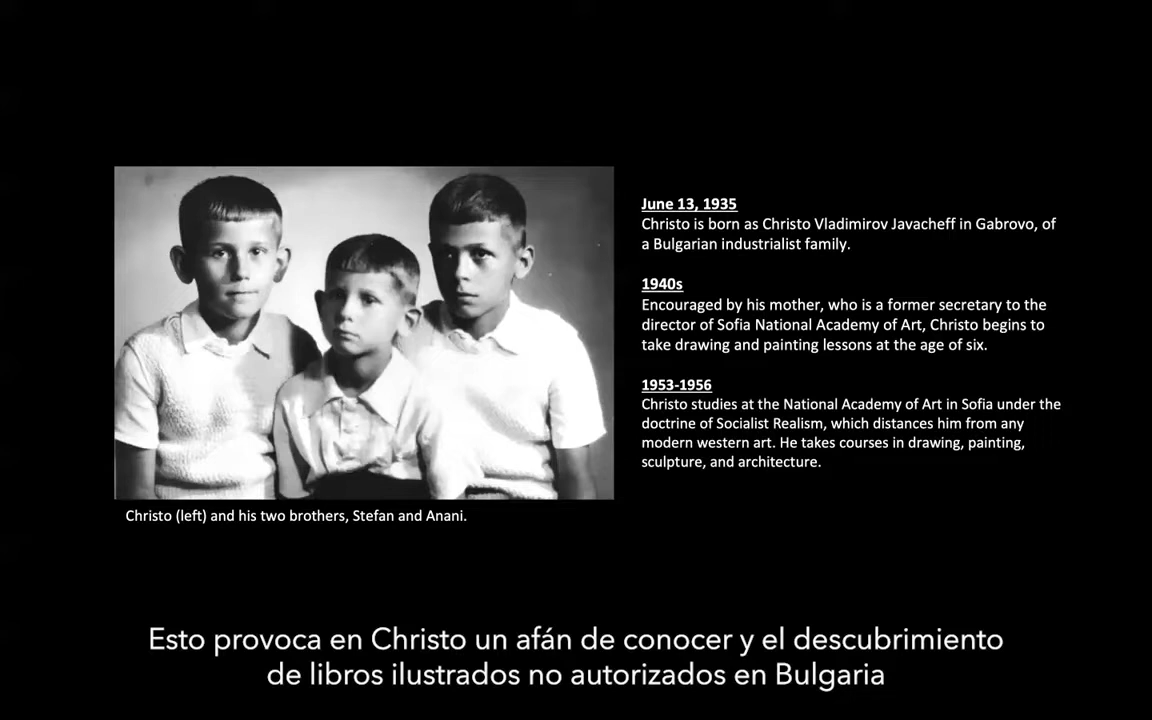 June 13, 1935
Christo is born as Christo Vladimirov Javacheff in Gabrovo, of
a Bulgarian industrialist family.
1940s
Encouraged by his mother, who is a former secretary to the
director of Sofia National Academy of Art, Christo begins to
take drawing and painting lessons at the age of six.
1953-1956
Christo studies at the National Academy of Art in Sofia under the
doctrine of Socialist Realism, which distances him from any
modern western art. He takes courses in drawing, painting,
sculpture, and architecture.
Christo (left) and his two brothers, Stefan and Anani.
Esto provoca en Christo un afán de conocer y el descubrimiento
de libros ilustrados no autorizados en Bulgaria